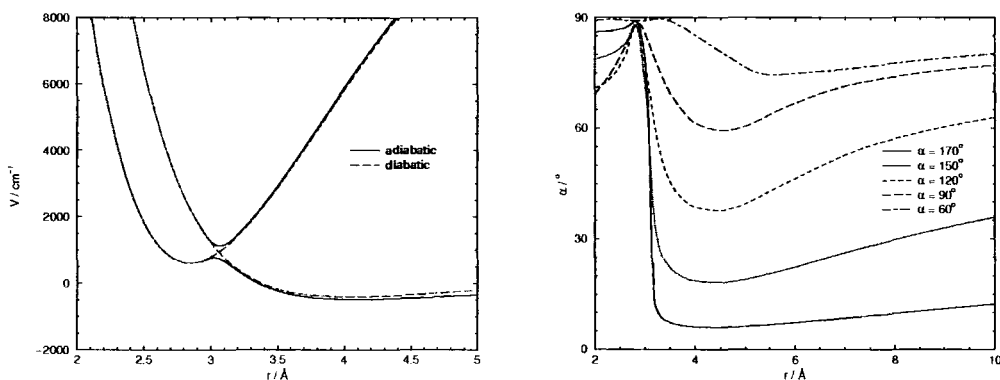 8000
6000
4000
2000
0
−2000
V / cm⁻¹
2
2.5
3
3.5
4
4.5
5
r / Å
adiabatic
diabatic
90
60
30
0
α / °
2
4
6
8
10
r / Å
α = 170°
α = 150°
α = 120°
α = 90°
α = 60°